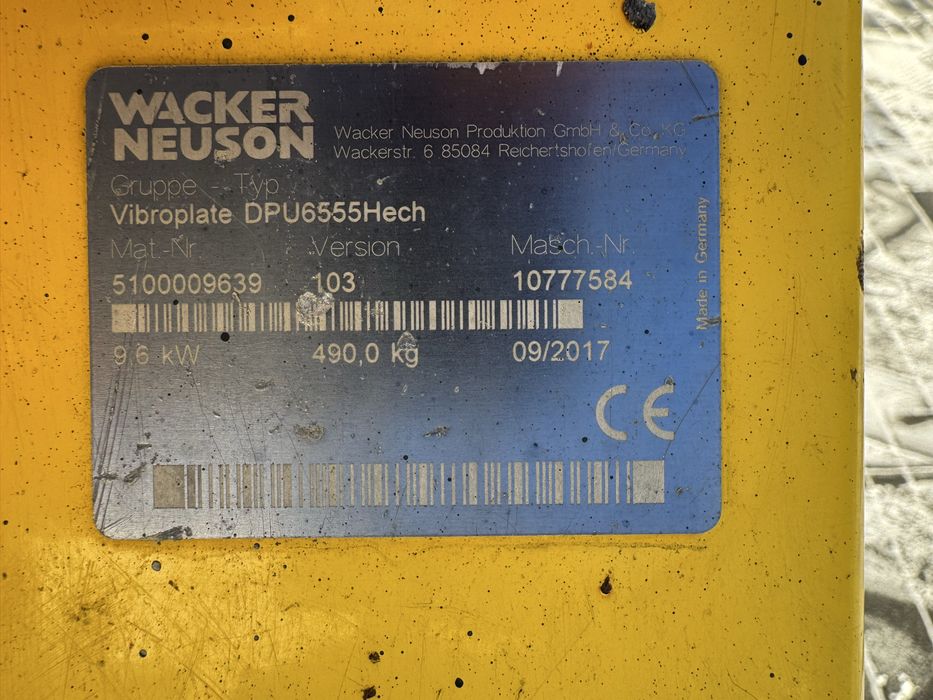 WACKER
NEUSON
Wacker Neuson Produktion GmbH & Co. KG
Wackerstr. 6 85084 Reichertshofen/Germany
Gruppe - Typ
Vibroplate DPU6555Hech
Mat.-Nr. Version Masch.-Nr.
5100009639 103 10777584
9,6 kW 490,0 kg 09/2017
CE
Made in Germany